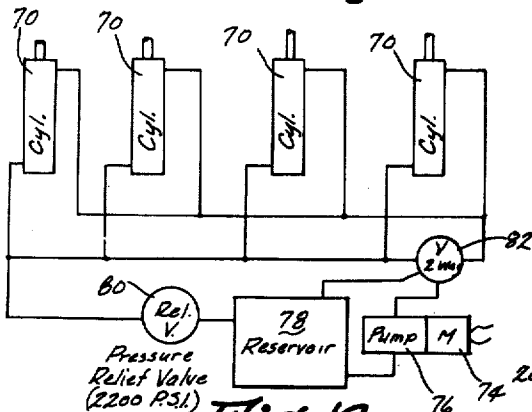 70 70 70 70
Cyl. Cyl. Cyl. Cyl.
82
V
2 Way
80
Rel.
V.
78
Reservoir
Pump M
Pressure
Relief Valve
(2200 P.S.I.)
76 74